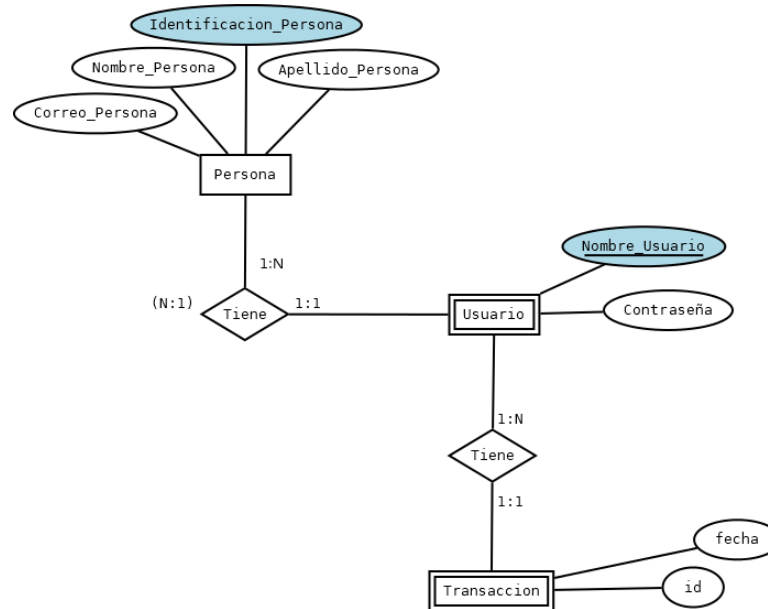 Identificacion_Persona
Nombre_Persona
Apellido_Persona
Correo_Persona
Persona
1:N
Nombre_Usuario
(N:1)
Tiene
1:1
Usuario
Contraseña
1:N
Tiene
1:1
fecha
Transaccion
id